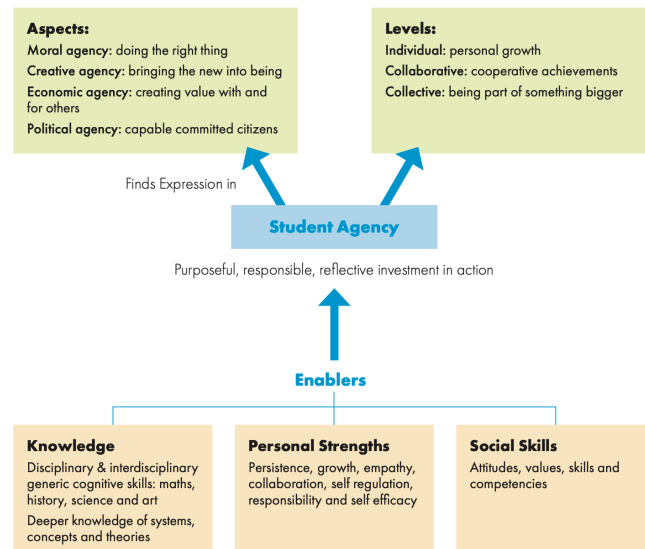 Aspects:
Moral agency: doing the right thing
Creative agency: bringing the new into being
Economic agency: creating value with and
for others
Political agency: capable committed citizens
Levels:
Individual: personal growth
Collaborative: cooperative achievements
Collective: being part of something bigger
Finds Expression in
Student Agency
Purposeful, responsible, reflective investment in action
Enablers
Knowledge
Disciplinary & interdisciplinary
generic cognitive skills: maths,
history, science and art
Deeper knowledge of systems,
concepts and theories
Personal Strengths
Persistence, growth, empathy,
collaboration, self regulation,
responsibility and self efficacy
Social Skills
Attitudes, values, skills and
competencies